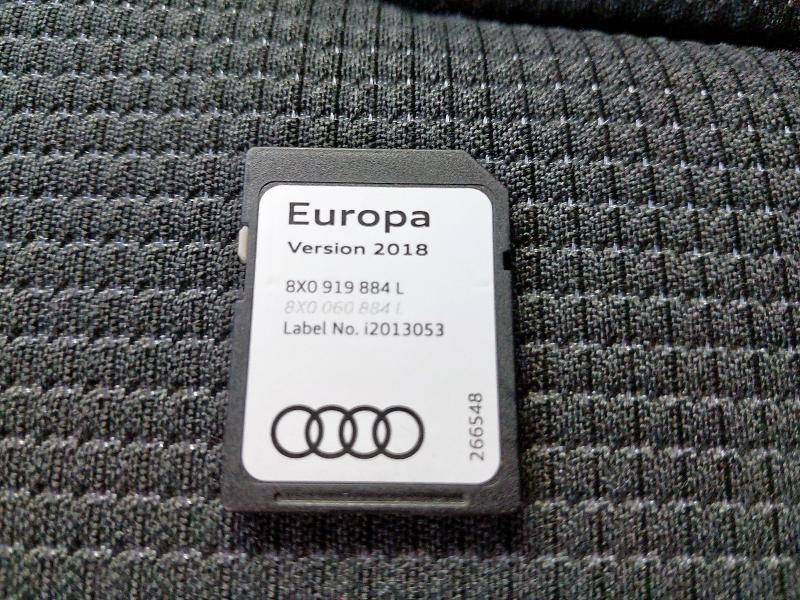 Europa
Version 2018
8X0 919 884 L
8X0 060 884 L
Label No. i2013053
266548